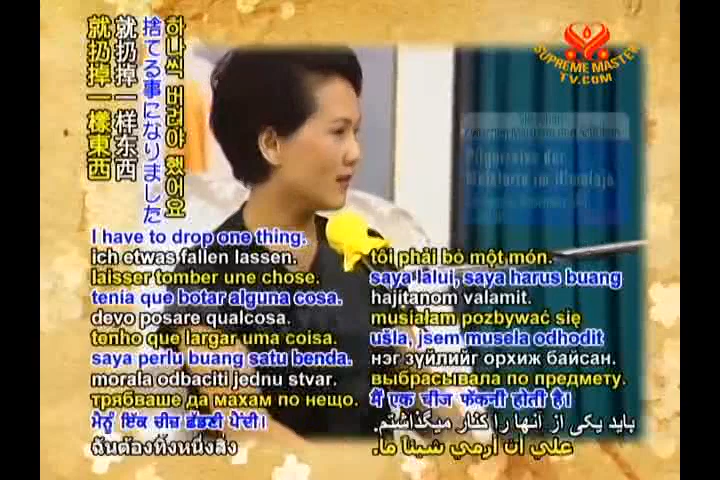 SUPREME MASTER
TV.COM
하나씩 버려야 했어요
捨てる事になりました
就扔掉一样东西
就扔掉一樣東西
Pilgerreise der
Meisterin im Himalaja
I have to drop one thing.
ich etwas fallen lassen.
laisser tomber une chose.
tenía que botar alguna cosa.
devo posare qualcosa.
tenho que largar uma coisa.
saya perlu buang satu benda.
morala odbaciti jednu stvar.
трябваше да махам по нещо.
ਮੈਨੂੰ ਇੱਕ ਚੀਜ਼ ਛੱਡਣੀ ਪੈਂਦੀ।
ฉันต้องทิ้งหนึ่งสิ่ง
tôi phải bỏ một món.
saya lalui, saya harus buang
hajítanom valamit.
musiałam pozbywać się
ušla, jsem musela odhodit
нэг зүйлийг орхиж байсан.
выбрасывала по предмету.
मैं एक चीज फेंकनी होती है।
باید یکی از آنها را کنار میگذاشتم.
علي أن أرمي شيئا ما.